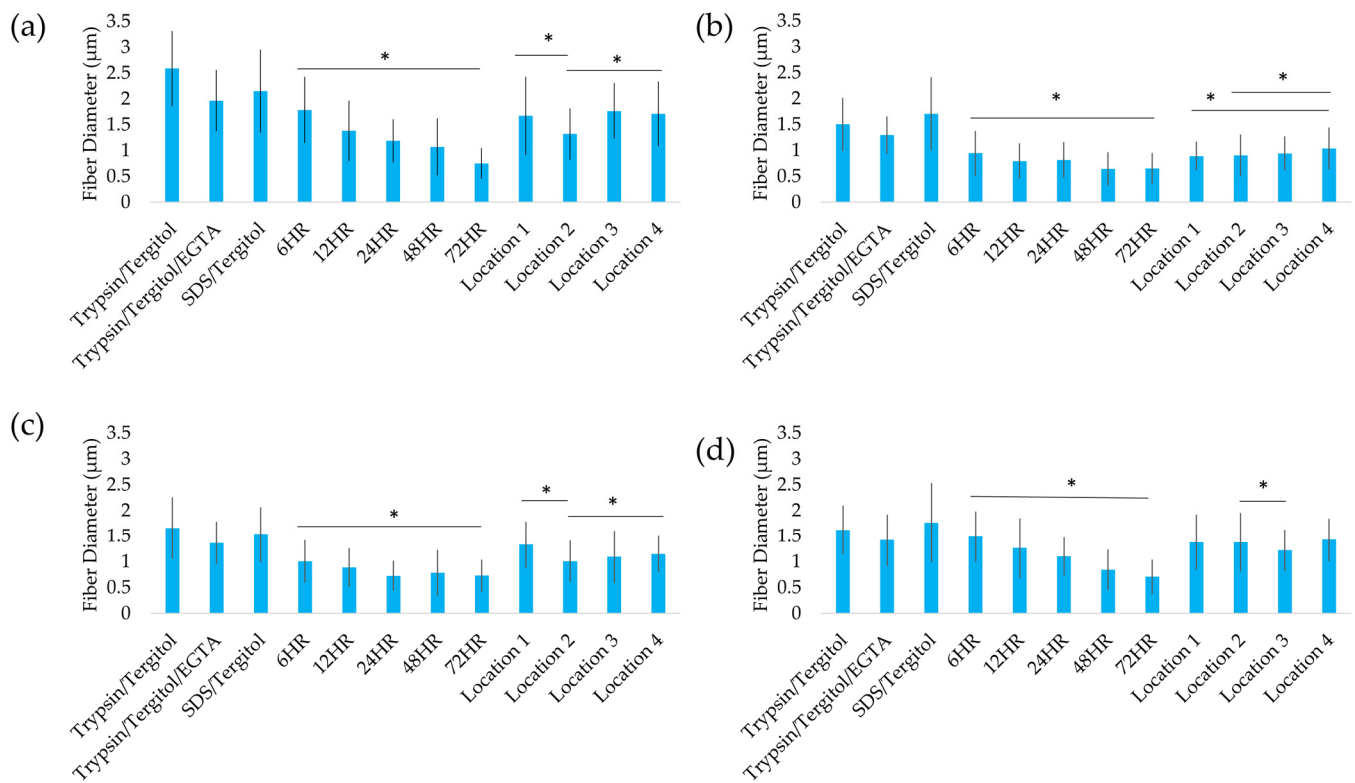 (a)
Fiber Diameter (μm)
3.5
3
2.5
2
1.5
1
0.5
0
*
*
*
Trypsin/Tergitol
Trypsin/Tergitol/EGTA
SDS/Tergitol
6HR
12HR
24HR
48HR
72HR
Location 1
Location 2
Location 3
Location 4
(b)
Fiber Diameter (μm)
3.5
3
2.5
2
1.5
1
0.5
0
*
*
*
Trypsin/Tergitol
Trypsin/Tergitol/EGTA
SDS/Tergitol
6HR
12HR
24HR
48HR
72HR
Location 1
Location 2
Location 3
Location 4
(c)
Fiber Diameter (μm)
3.5
3
2.5
2
1.5
1
0.5
0
*
*
*
Trypsin/Tergitol
Trypsin/Tergitol/EGTA
SDS/Tergitol
6HR
12HR
24HR
48HR
72HR
Location 1
Location 2
Location 3
Location 4
(d)
Fiber Diameter (μm)
3.5
3
2.5
2
1.5
1
0.5
0
*
*
Trypsin/Tergitol
Trypsin/Tergitol/EGTA
SDS/Tergitol
6HR
12HR
24HR
48HR
72HR
Location 1
Location 2
Location 3
Location 4